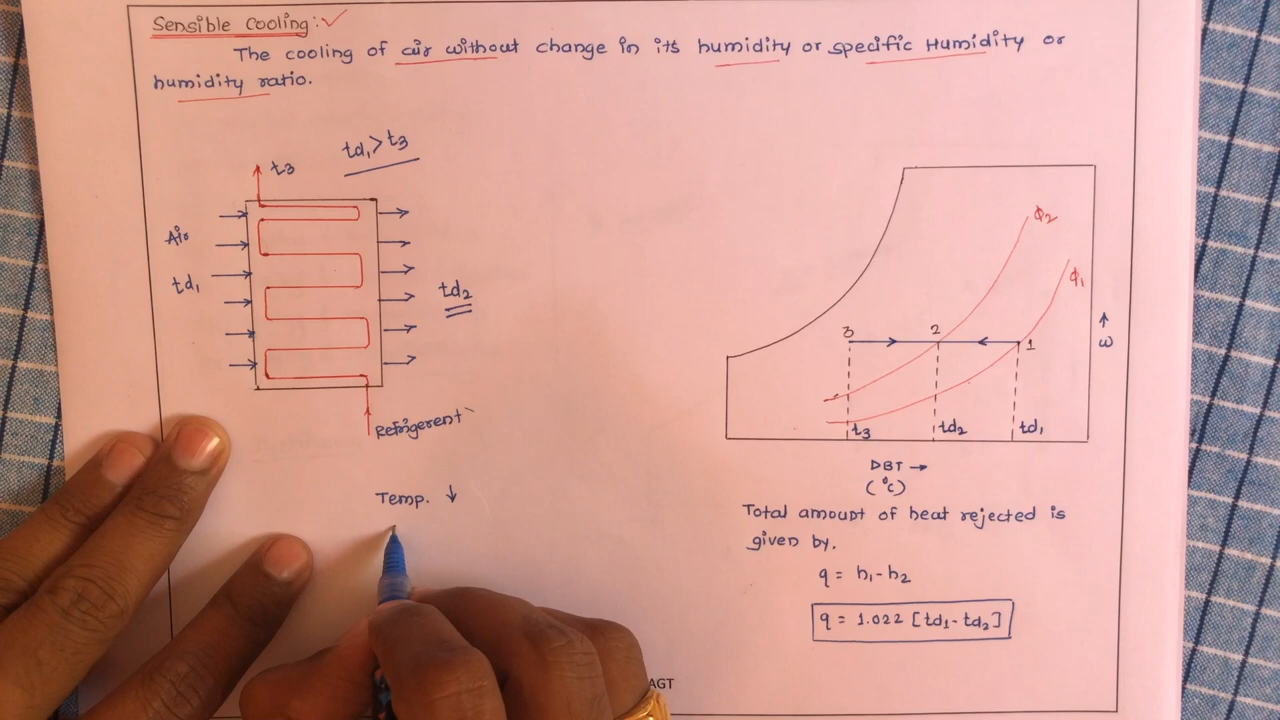 Sensible Cooling:✓
The cooling of air without change in its humidity or specific Humidity or
humidity ratio.
td1 > t3
t3
Air
td1
td2
Refrigerent
Temp. ↓
ϕ2
ϕ1
3
2
1
↑
ω
t3
td2
td1
DBT →
(°C)
Total amount of heat rejected is
given by.
q = h1-h2
q = 1.022 [td1-td2]
AGT